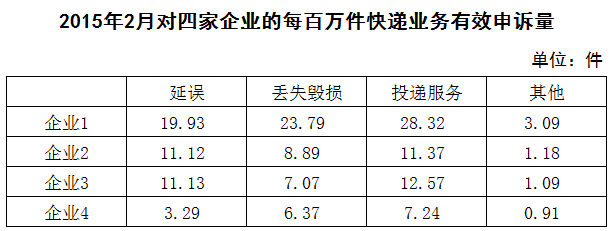 2015年2月对四家企业的每百万件快递业务有效申诉量
单位：件
延误 丢失毁损 投递服务 其他
企业1 19.93 23.79 28.32 3.09
企业2 11.12 8.89 11.37 1.18
企业3 11.13 7.07 12.57 1.09
企业4 3.29 6.37 7.24 0.91